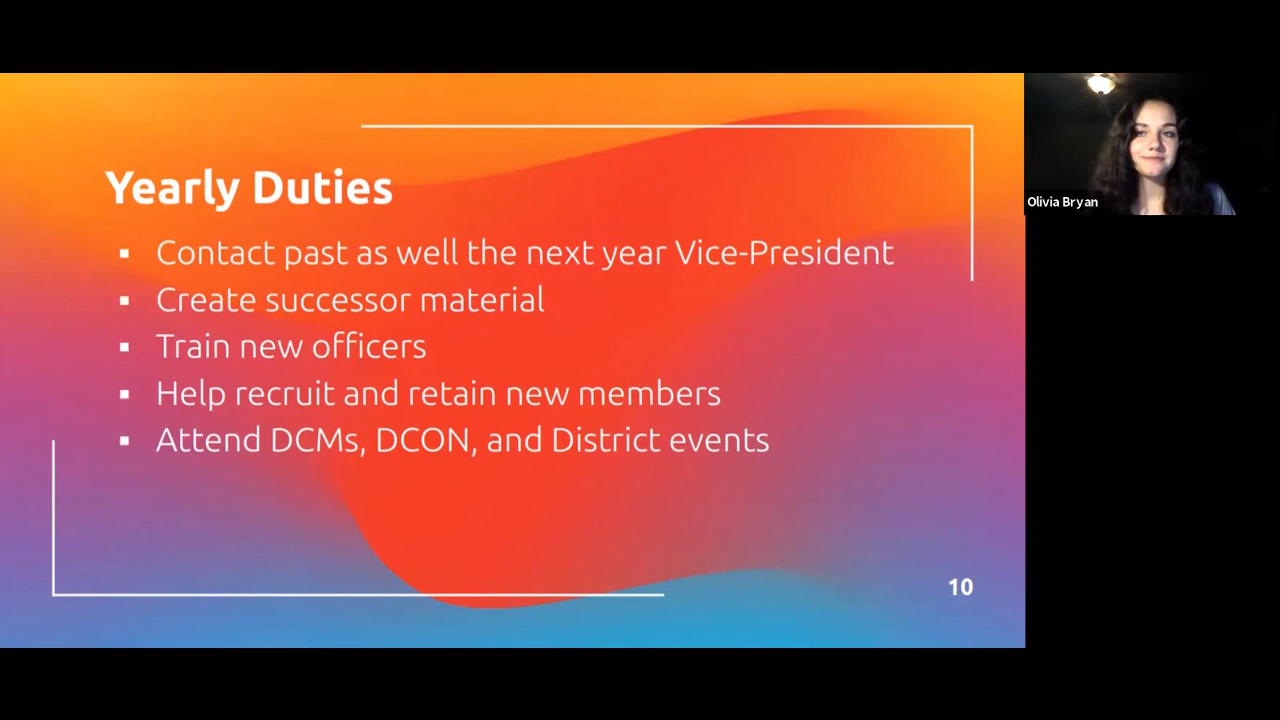 Yearly Duties
▪ Contact past as well the next year Vice-President
▪ Create successor material
▪ Train new officers
▪ Help recruit and retain new members
▪ Attend DCMs, DCON, and District events
10
Olivia Bryan